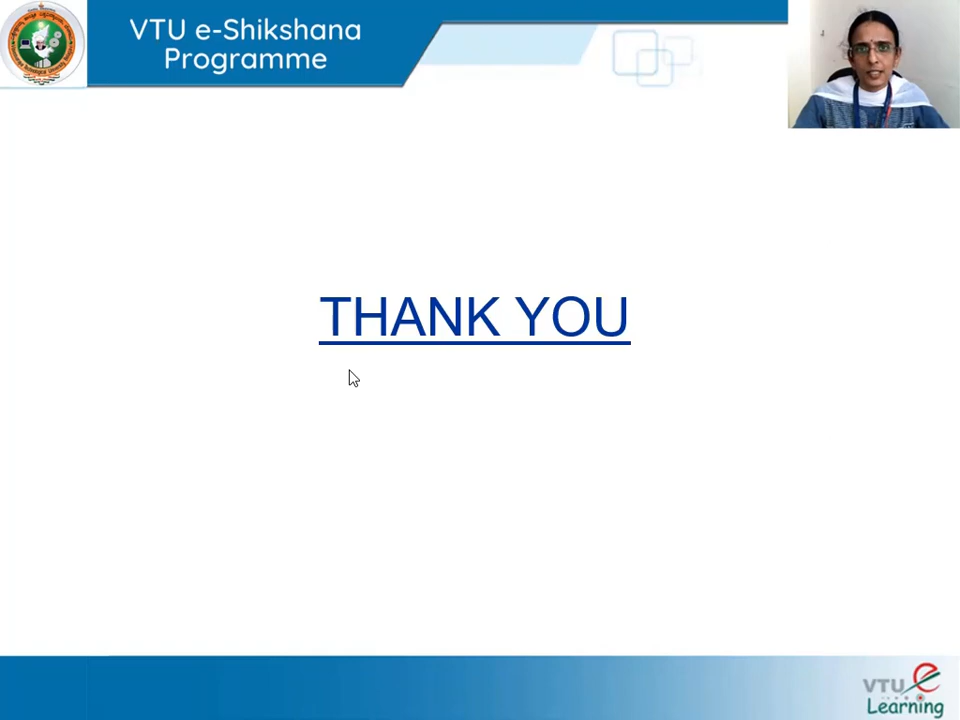 VTU e-Shikshana
Programme
THANK YOU
VTU e
Learning